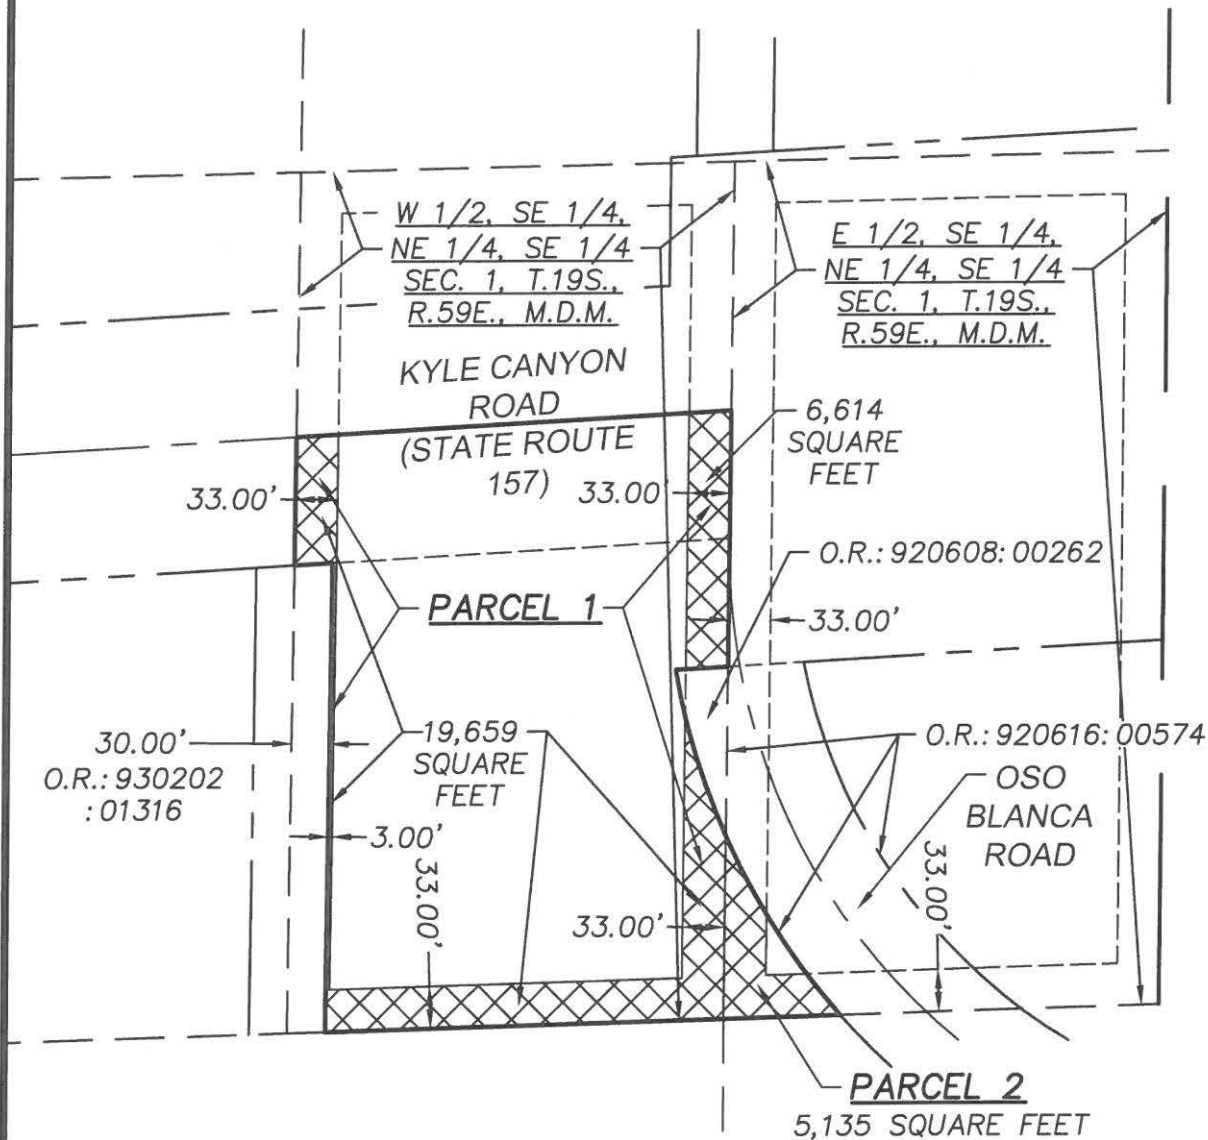 W 1/2, SE 1/4,
NE 1/4, SE 1/4
SEC. 1, T.19S.,
R.59E., M.D.M.
E 1/2, SE 1/4,
NE 1/4, SE 1/4
SEC. 1, T.19S.,
R.59E., M.D.M.
KYLE CANYON
ROAD
(STATE ROUTE
157)
6,614
SQUARE
FEET
33.00'
33.00
O.R.: 920608: 00262
PARCEL 1
33.00'
30.00'
O.R.: 930202
: 01316
19,659
SQUARE
FEET
O.R.: 920616: 00574
OSO
BLANCA
ROAD
3.00'
33.00'
33.00'
33.00'
PARCEL 2
5,135 SQUARE FEET